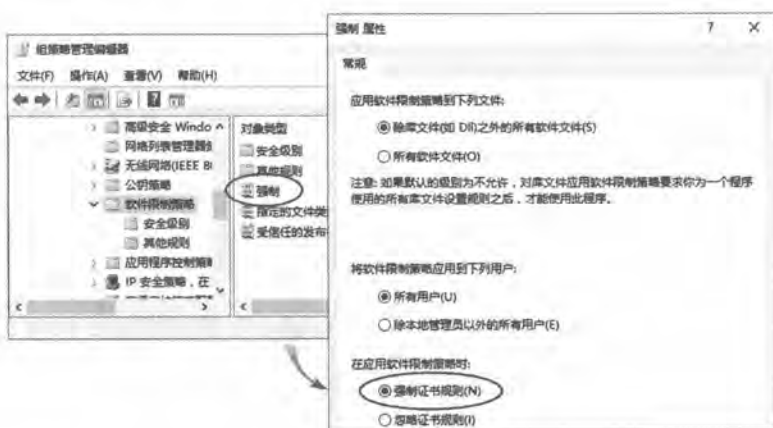 组策略管理编辑器
文件(F) 操作(A) 查看(V) 帮助(H)
高级安全 Windo
网络列表管理器
无线网络(IEEE 8
公钥策略
软件限制策略
安全级别
其他规则
应用程序控制策略
IP 安全策略，在
对象类型
安全级别
其他规则
强制
指定的文件类
受信任的发布
强制 属性
? ×
常规
应用软件限制策略到下列文件:
除库文件(如 Dll)之外的所有软件文件(S)
所有软件文件(O)
注意: 如果默认的级别为不允许，对库文件应用软件限制策略要求你为一个程序
使用的所有库文件设置规则之后，才能使用此程序。
将软件限制策略应用到下列用户:
所有用户(U)
除本地管理员以外的所有用户(E)
在应用软件限制策略时:
强制证书规则(N)
忽略证书规则(I)